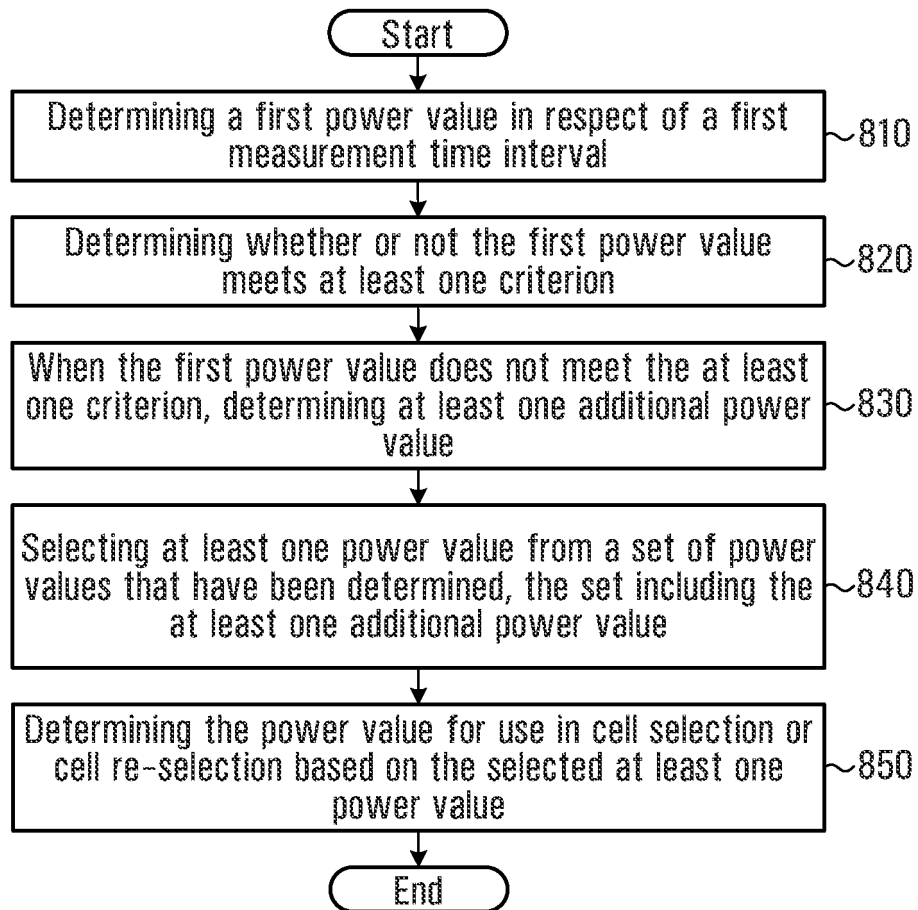 Start
Determining a first power value in respect of a first
measurement time interval
810
Determining whether or not the first power value
meets at least one criterion
820
When the first power value does not meet the at least
one criterion, determining at least one additional power
value
830
Selecting at least one power value from a set of power
values that have been determined, the set including the
at least one additional power value
840
Determining the power value for use in cell selection or
cell re-selection based on the selected at least one
power value
850
End